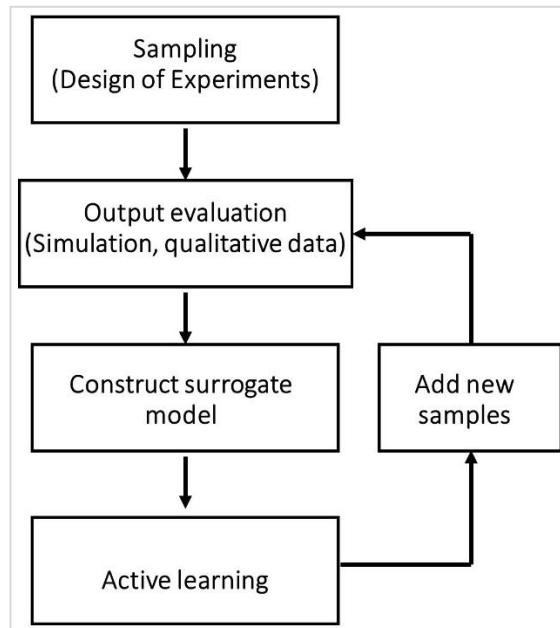 Sampling
(Design of Experiments)
Output evaluation
(Simulation, qualitative data)
Construct surrogate
model
Add new
samples
Active learning